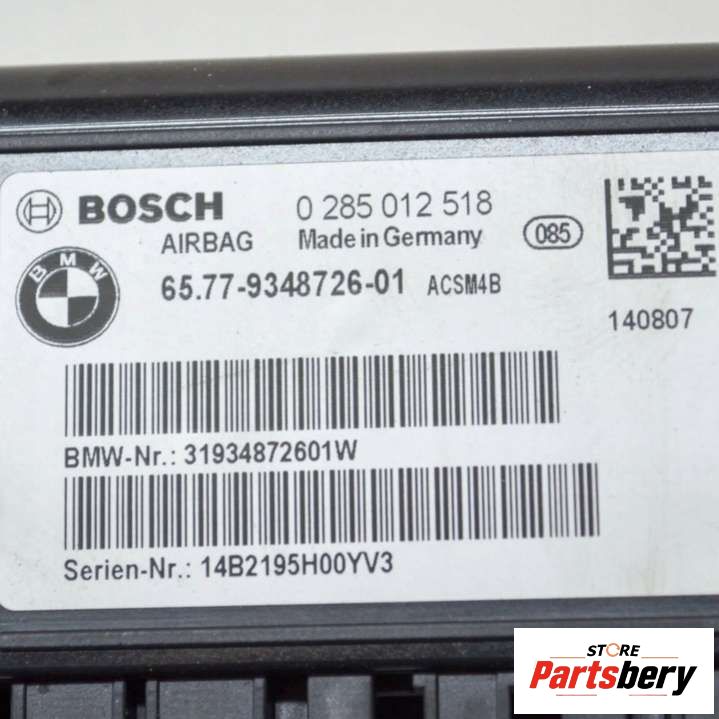 BOSCH 0 285 012 518
AIRBAG Made in Germany 085
BMW 65.77-9348726-01 ACSM4B
140807
BMW-Nr.: 31934872601W
Serien-Nr.: 14B2195H00YV3
STORE
Partsbery